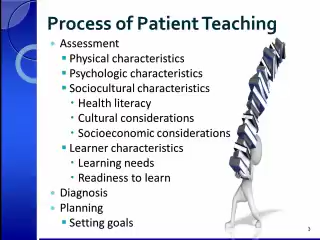 Process of Patient Teaching
Assessment
Physical characteristics
Psychologic characteristics
Sociocultural characteristics
Health literacy
Cultural considerations
Socioeconomic considerations
Learner characteristics
Learning needs
Readiness to learn
Diagnosis
Planning
Setting goals
3